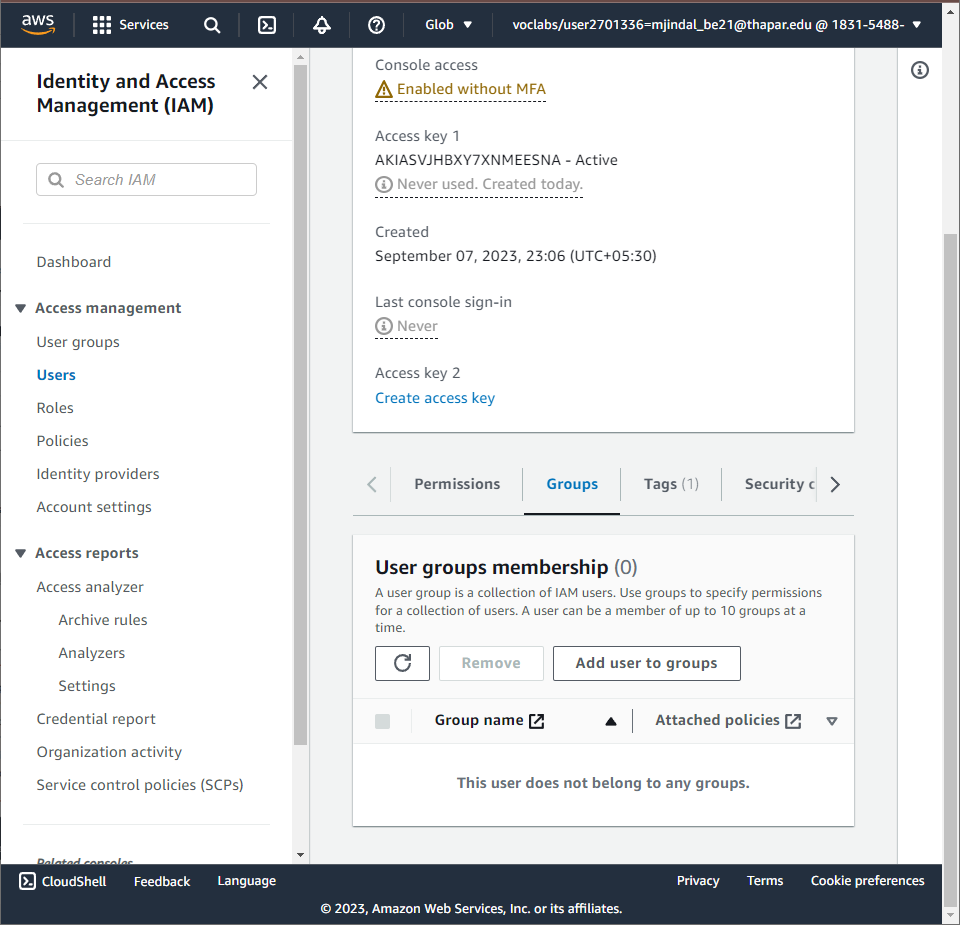 aws
Services
Glob
voclabs/user2701336=mjindal_be21@thapar.edu @ 1831-5488-
Identity and Access
Management (IAM)
Search IAM
Dashboard
Access management
User groups
Users
Roles
Policies
Identity providers
Account settings
Access reports
Access analyzer
Archive rules
Analyzers
Settings
Credential report
Organization activity
Service control policies (SCPs)
Related consoles
Console access
Enabled without MFA
Access key 1
AKIASVJHBXY7XNMEESNA - Active
Never used. Created today.
Created
September 07, 2023, 23:06 (UTC+05:30)
Last console sign-in
Never
Access key 2
Create access key
Permissions
Groups
Tags (1)
Security c
User groups membership (0)
A user group is a collection of IAM users. Use groups to specify permissions
for a collection of users. A user can be a member of up to 10 groups at a
time.
Remove
Add user to groups
Group name
Attached policies
This user does not belong to any groups.
CloudShell
Feedback
Language
Privacy
Terms
Cookie preferences
© 2023, Amazon Web Services, Inc. or its affiliates.